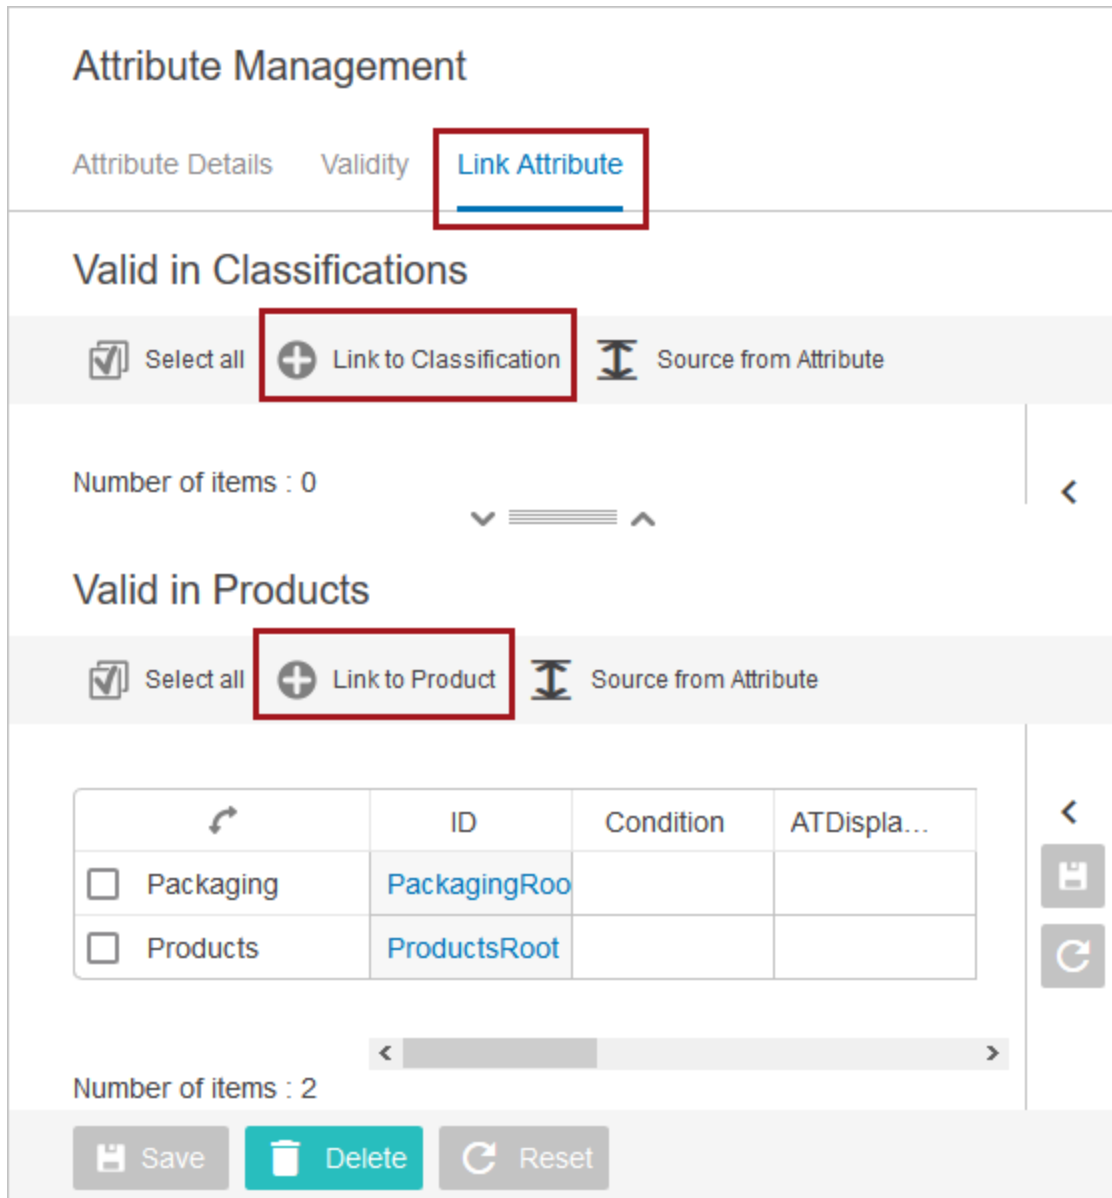 Attribute Management
Attribute Details Validity Link Attribute
Valid in Classifications
Select all Link to Classification Source from Attribute
Number of items : 0
Valid in Products
Select all Link to Product Source from Attribute
ID Condition ATDispla...
Packaging PackagingRoo
Products ProductsRoot
Number of items : 2
Save Delete Reset